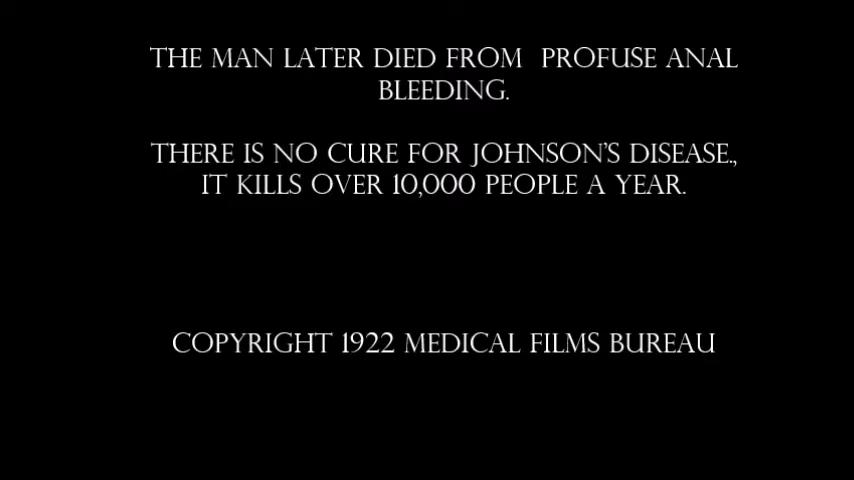 THE MAN LATER DIED FROM  PROFUSE ANAL
BLEEDING.
THERE IS NO CURE FOR JOHNSON'S DISEASE.,
IT KILLS OVER 10,000 PEOPLE A YEAR.
COPYRIGHT 1922 MEDICAL FILMS BUREAU